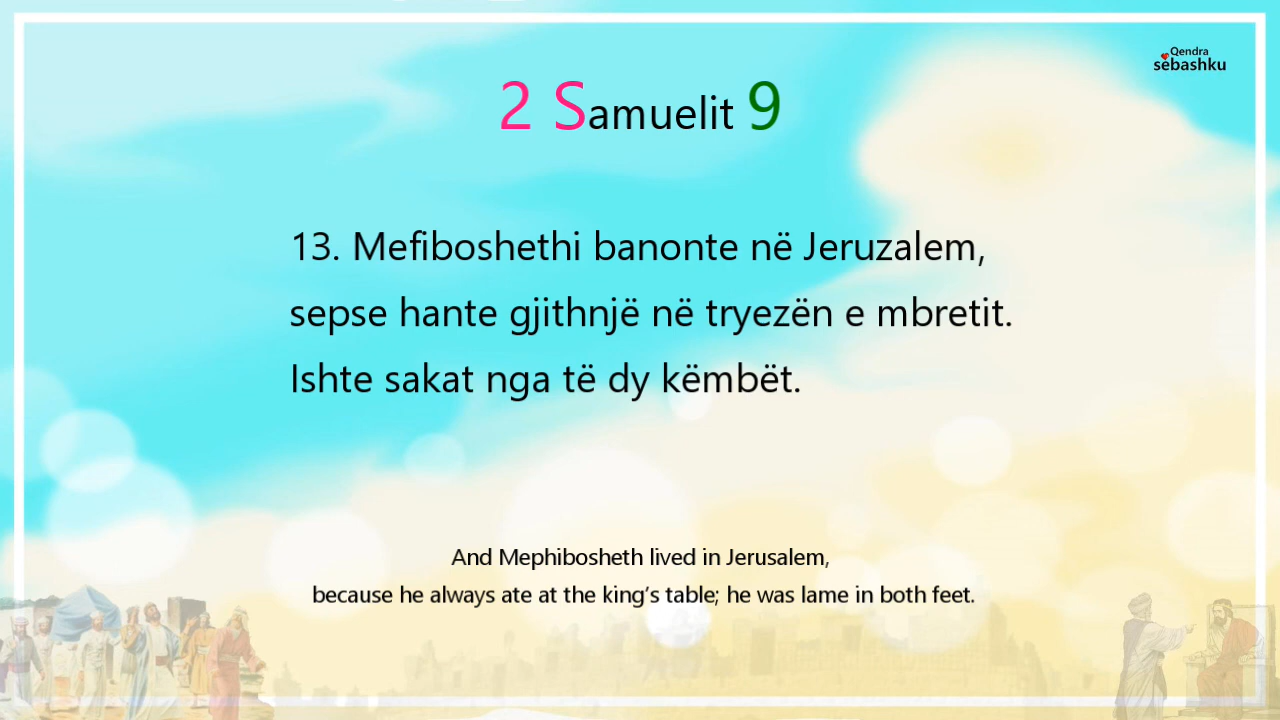 Qendra
sëbashku
2 Samuelit 9
13. Mefiboshethi banonte në Jeruzalem,
sepse hante gjithnjë në tryezën e mbretit.
Ishte sakat nga të dy këmbët.
And Mephibosheth lived in Jerusalem,
because he always ate at the king’s table; he was lame in both feet.